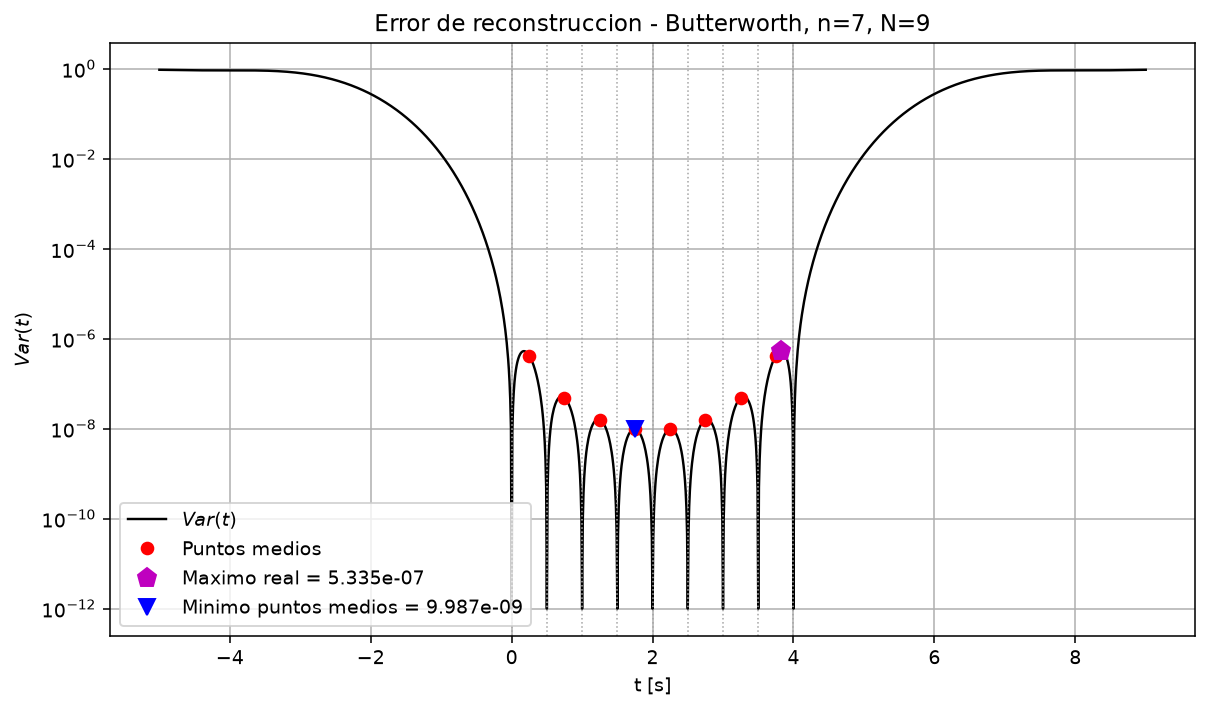 Error de reconstruccion - Butterworth, n=7, N=9
Var(t)
10⁰
10⁻²
10⁻⁴
10⁻⁶
10⁻⁸
10⁻¹⁰
10⁻¹²
Var(t)
Puntos medios
Maximo real = 5.335e-07
Minimo puntos medios = 9.987e-09
−4 −2 0 2 4 6 8
t [s]